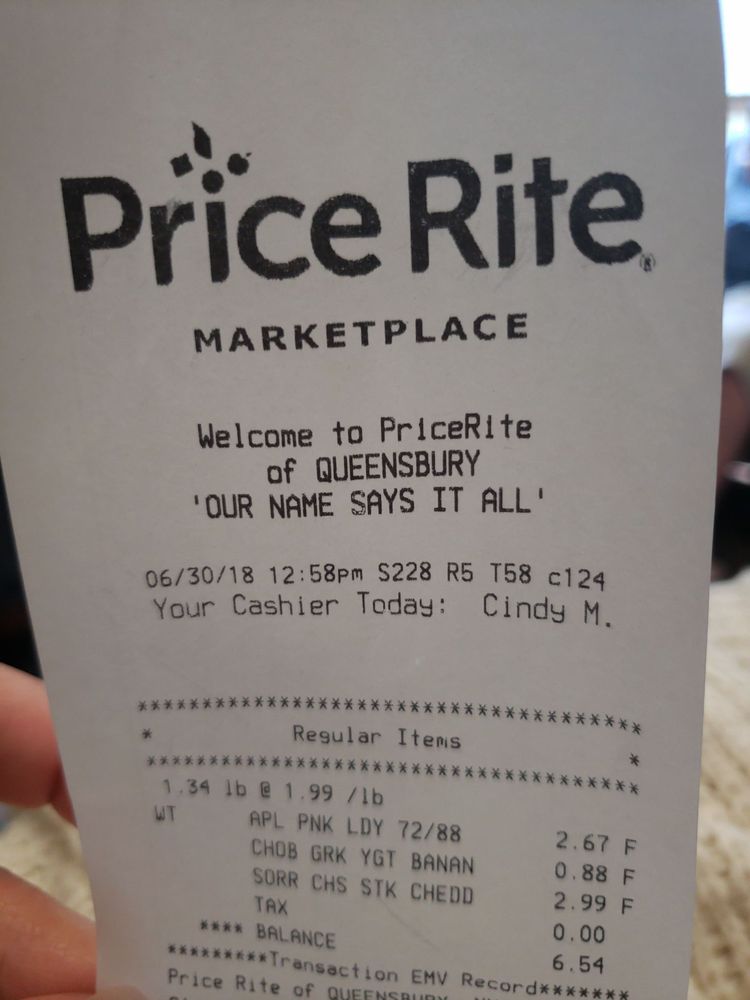 Price Rite®
MARKETPLACE
Welcome to PriceRite
of QUEENSBURY
'OUR NAME SAYS IT ALL'
06/30/18 12:58pm S228 R5 T58 c124
Your Cashier Today: Cindy M.
****************************************
* Regular Items *
****************************************
1.34 lb @ 1.99 /lb
WT APL PNK LDY 72/88 2.67 F
CHOB GRK YGT BANAN 0.88 F
SORR CHS STK CHEDD 2.99 F
TAX 0.00
**** BALANCE 6.54
*********Transaction EMV Record*******
Price Rite of QUEENSBURY